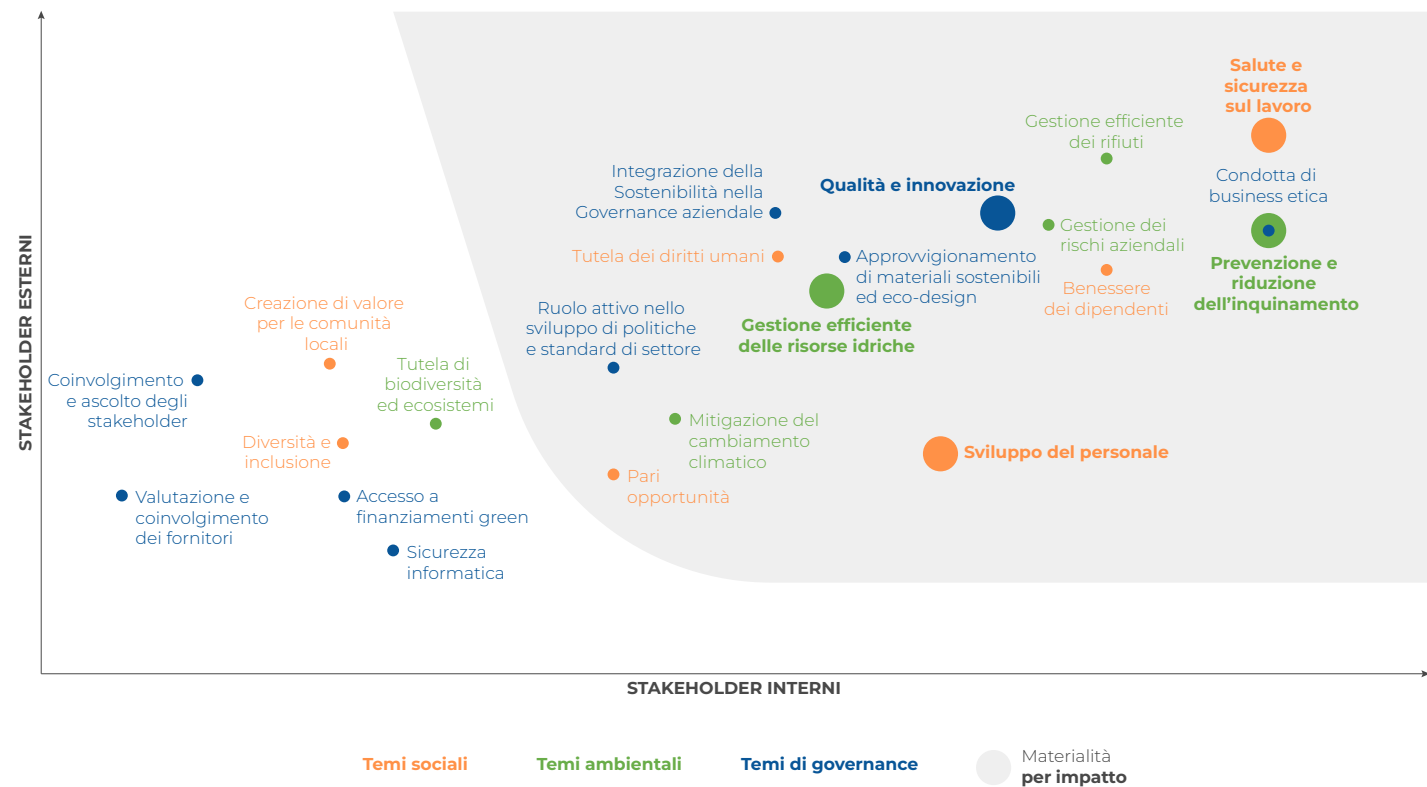 STAKEHOLDER ESTERNI
Salute e
sicurezza
sul lavoro
Gestione efficiente
dei rifiuti
Integrazione della
Sostenibilità nella
Governance aziendale
Qualità e innovazione
Condotta di
business etica
Gestione dei
rischi aziendali
Tutela dei diritti umani
Approvvigionamento
di materiali sostenibili
ed eco-design
Prevenzione e
riduzione
dell'inquinamento
Benessere
dei dipendenti
Creazione di valore
per le comunità
locali
Ruolo attivo nello
sviluppo di politiche
e standard di settore
Gestione efficiente
delle risorse idriche
Tutela di
biodiversità
ed ecosistemi
Coinvolgimento
e ascolto degli
stakeholder
Mitigazione del
cambiamento
climatico
Diversità e
inclusione
Sviluppo del personale
Pari
opportunità
Valutazione e
coinvolgimento
dei fornitori
Accesso a
finanziamenti green
Sicurezza
informatica
STAKEHOLDER INTERNI
Temi sociali
Temi ambientali
Temi di governance
Materialità
per impatto